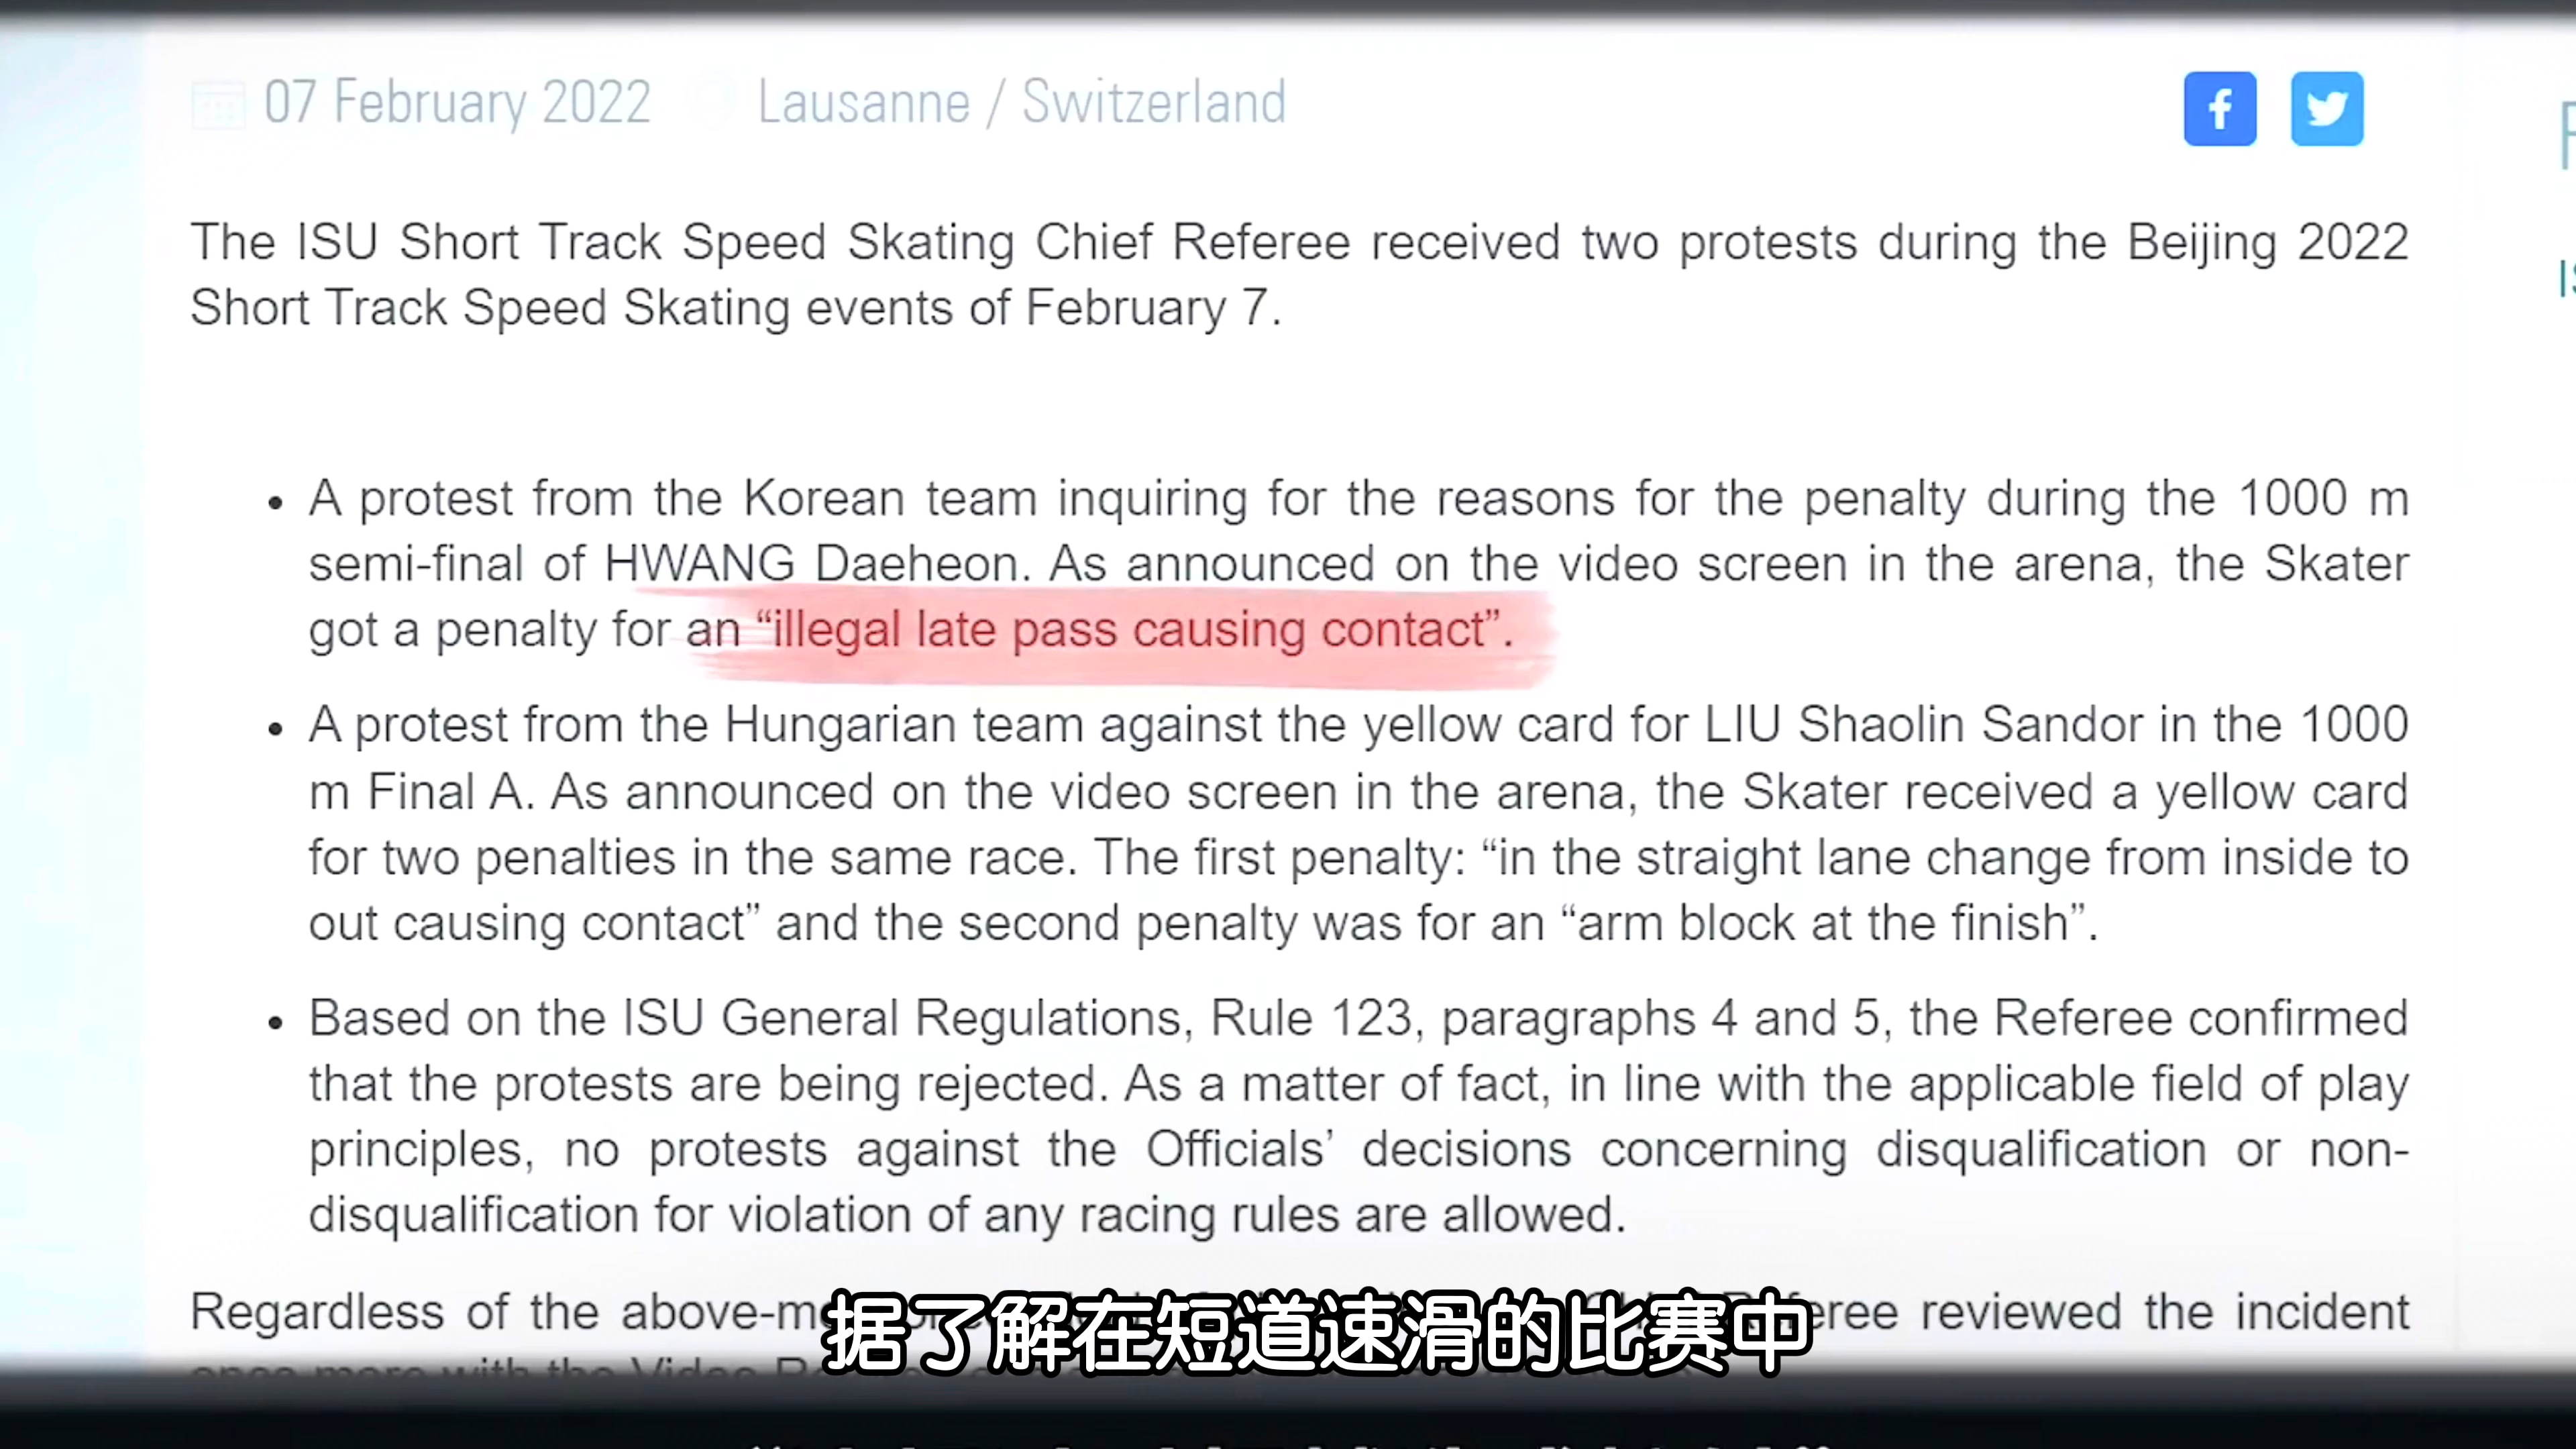 07 February 2022 Lausanne / Switzerland
The ISU Short Track Speed Skating Chief Referee received two protests during the Beijing 2022
Short Track Speed Skating events of February 7.
• A protest from the Korean team inquiring for the reasons for the penalty during the 1000 m
semi-final of HWANG Daeheon. As announced on the video screen in the arena, the Skater
got a penalty for an “illegal late pass causing contact”.
• A protest from the Hungarian team against the yellow card for LIU Shaolin Sandor in the 1000
m Final A. As announced on the video screen in the arena, the Skater received a yellow card
for two penalties in the same race. The first penalty: “in the straight lane change from inside to
out causing contact” and the second penalty was for an “arm block at the finish”.
• Based on the ISU General Regulations, Rule 123, paragraphs 4 and 5, the Referee confirmed
that the protests are being rejected. As a matter of fact, in line with the applicable field of play
principles, no protests against the Officials’ decisions concerning disqualification or non-
disqualification for violation of any racing rules are allowed.
Regardless of the reviewed the incident
据了解在短道速滑的比赛中
once more with the Video